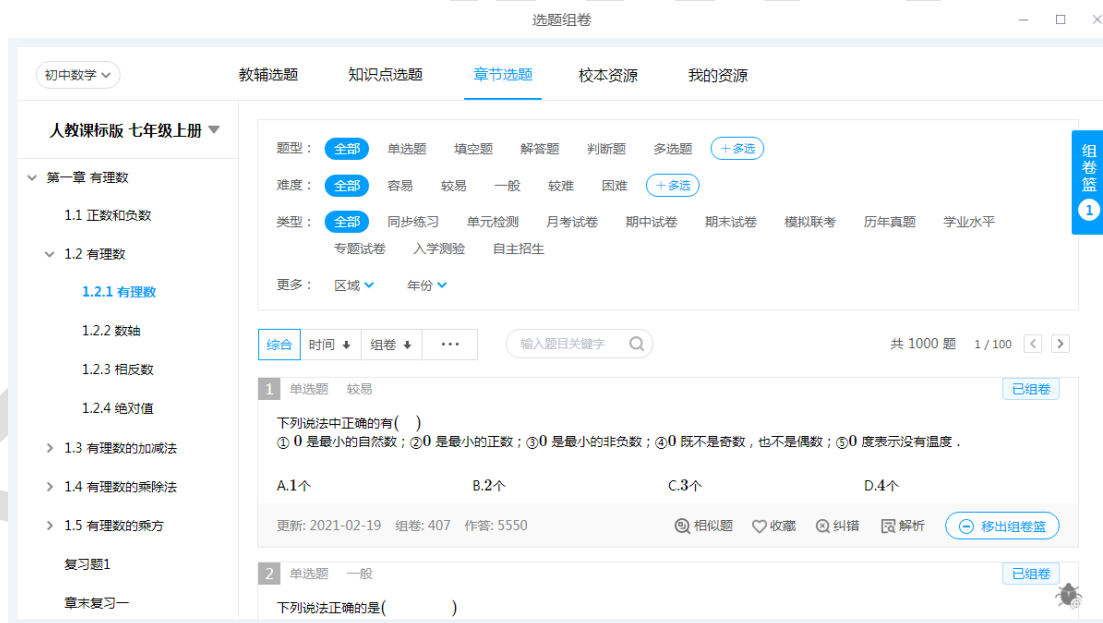 选题组卷
初中数学
教辅选题 知识点选题 章节选题 校本资源 我的资源
人教课标版 七年级上册
第一章 有理数
1.1 正数和负数
1.2 有理数
1.2.1 有理数
1.2.2 数轴
1.2.3 相反数
1.2.4 绝对值
1.3 有理数的加减法
1.4 有理数的乘除法
1.5 有理数的乘方
复习题1
章末复习一
题型： 全部 单选题 填空题 解答题 判断题 多选题 +多选
难度： 全部 容易 较易 一般 较难 困难 +多选
类型： 全部 同步练习 单元检测 月考试卷 期中试卷 期末试卷 模拟联考 历年真题 学业水平
专题试卷 入学测验 自主招生
更多： 区域 年份
组卷篮 1
综合 时间 组卷 ··· 输入题目关键字 共 1000 题 1 / 100
1 单选题 较易 已组卷
下列说法中正确的有( )
①0 是最小的自然数；②0 是最小的正数；③0 是最小的非负数；④0 既不是奇数，也不是偶数；⑤0 度表示没有温度．
A.1个 B.2个 C.3个 D.4个
更新: 2021-02-19 组卷: 407 作答: 5550 相似题 收藏 纠错 解析 移出组卷篮
2 单选题 一般 已组卷
下列说法正确的是( )